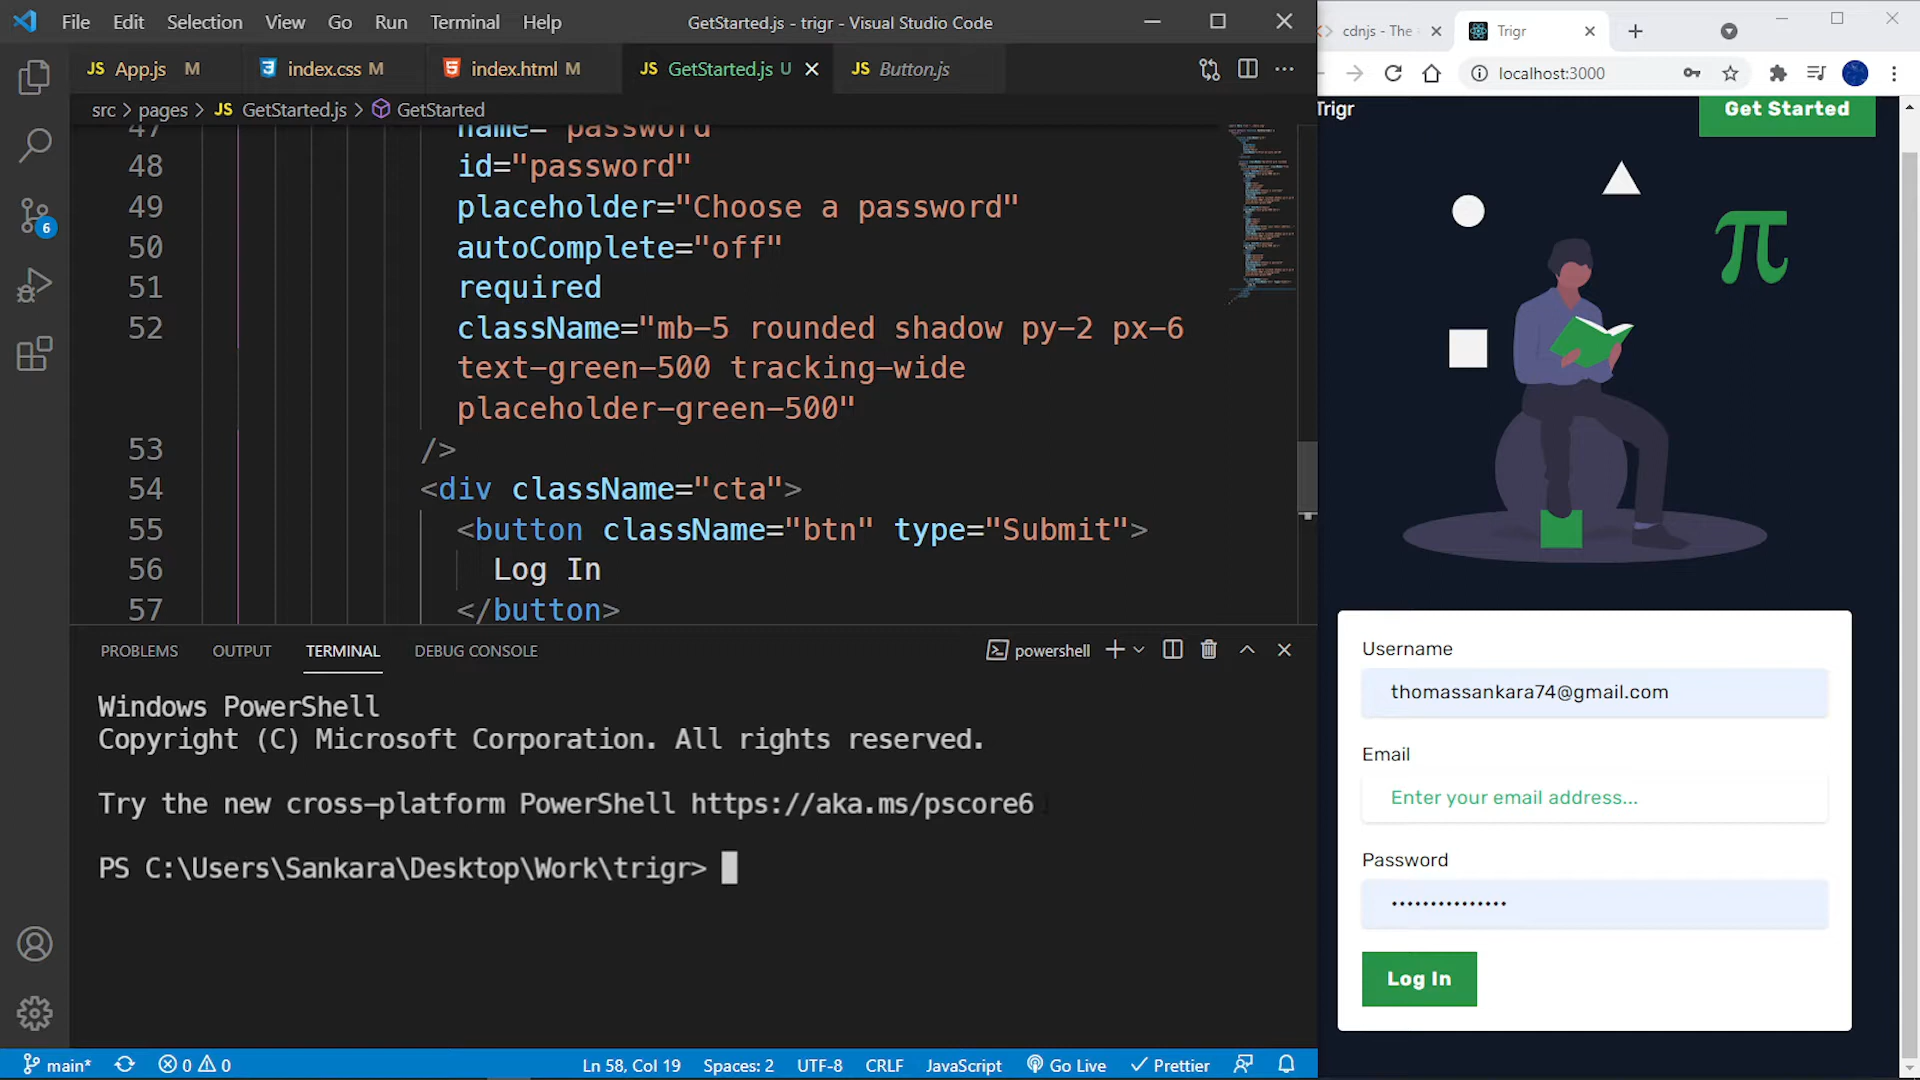 File Edit Selection View Go Run Terminal Help
GetStarted.js - trigr - Visual Studio Code
JS App.js M
index.css M
index.html M
JS GetStarted.js U
JS Button.js
src > pages > JS GetStarted.js > GetStarted
47 name="password"
48 id="password"
49 placeholder="Choose a password"
50 autoComplete="off"
51 required
52 className="mb-5 rounded shadow py-2 px-6
text-green-500 tracking-wide
placeholder-green-500"
53 />
54 <div className="cta">
55 <button className="btn" type="Submit">
56 Log In
57 </button>
6
PROBLEMS OUTPUT TERMINAL DEBUG CONSOLE
powershell
Windows PowerShell
Copyright (C) Microsoft Corporation. All rights reserved.
Try the new cross-platform PowerShell https://aka.ms/pscore6
PS C:\Users\Sankara\Desktop\Work\trigr>
main* 0 0 Ln 58, Col 19 Spaces: 2 UTF-8 CRLF JavaScript Go Live Prettier
cdnjs - The
Trigr
localhost:3000
Trigr
Get Started
π
Username
thomassankara74@gmail.com
Email
Enter your email address...
Password
•••••••••••••••
Log In